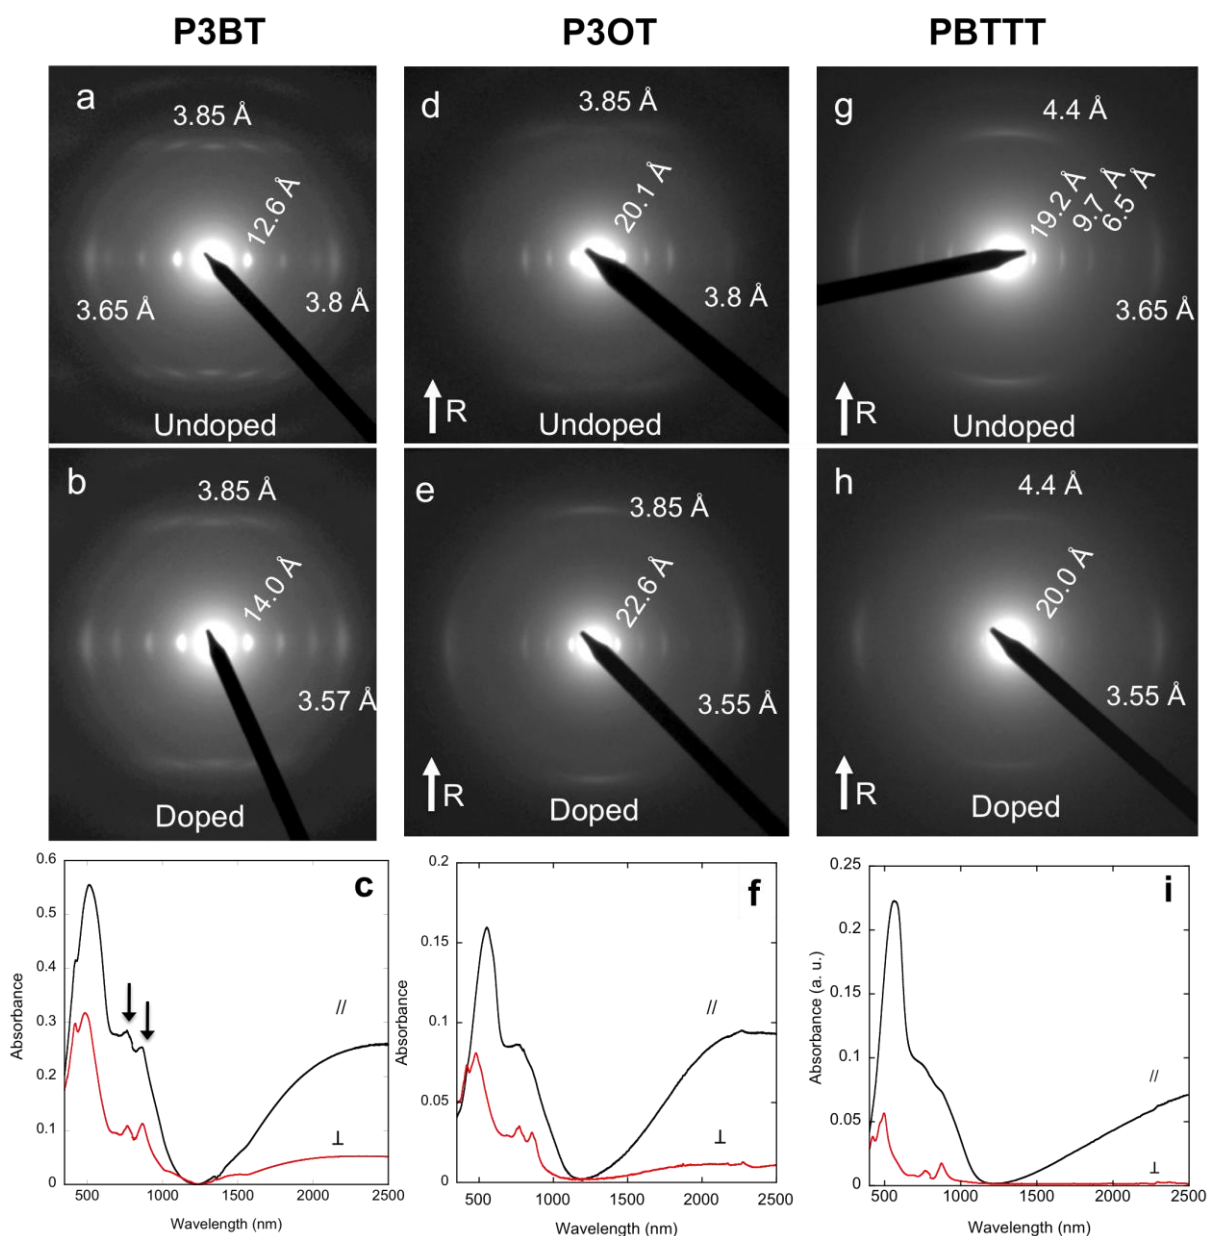 P3BT P3OT PBTTT
a
3.85 Å
12.6 Å
3.65 Å
3.8 Å
Undoped
d
3.85 Å
20.1 Å
3.8 Å
R
Undoped
g
4.4 Å
19.2 Å
9.7 Å
6.5 Å
3.65 Å
R
Undoped
b
3.85 Å
14.0 Å
3.57 Å
Doped
e
3.85 Å
22.6 Å
3.55 Å
R
Doped
h
4.4 Å
20.0 Å
3.55 Å
R
Doped
c
0.6
0.5
0.4
0.3
0.2
0.1
0
Absorbance
//
⊥
500 1000 1500 2000 2500
Wavelength (nm)
f
0.2
0.15
0.1
0.05
0
Absorbance
//
⊥
500 1000 1500 2000 2500
Wavelength (nm)
i
0.25
0.2
0.15
0.1
0.05
0
Absorbance (a. u.)
//
⊥
500 1000 1500 2000 2500
Wavelength (nm)